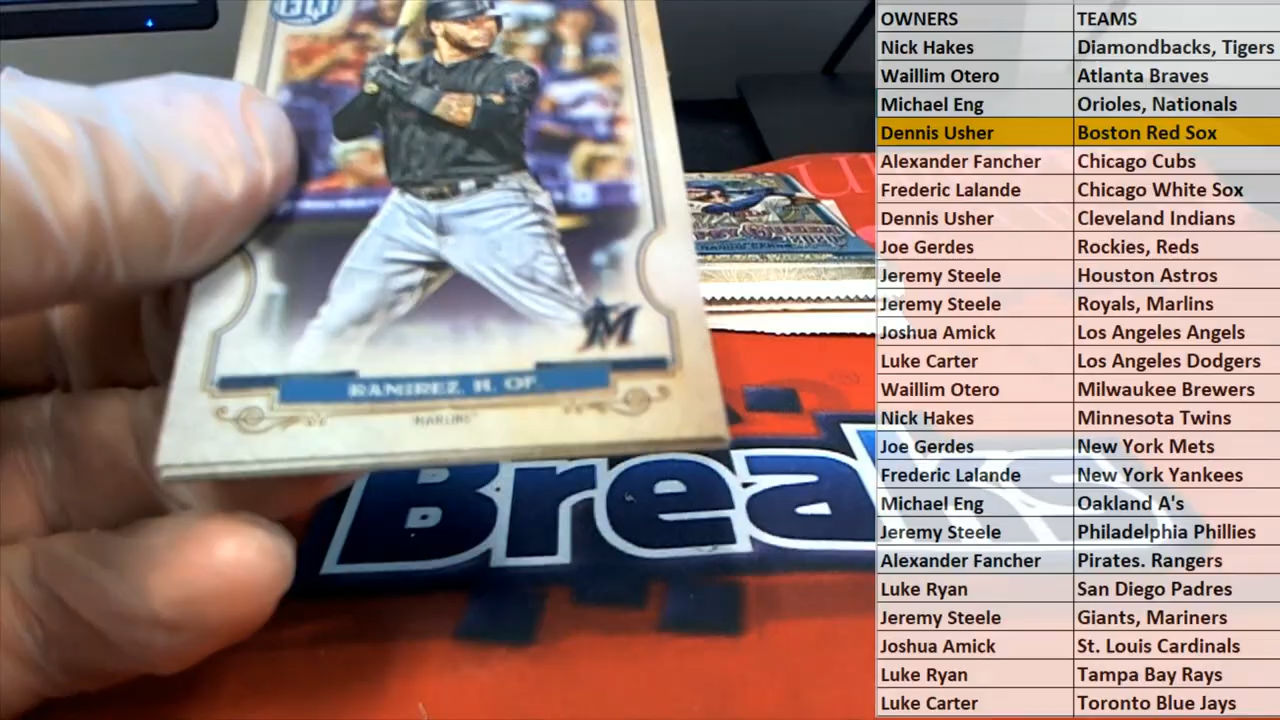 GQ
M
RAMIREZ, H. OF.
MARLINS™
Breaks
OWNERS TEAMS
Nick Hakes Diamondbacks, Tigers
Waillim Otero Atlanta Braves
Michael Eng Orioles, Nationals
Dennis Usher Boston Red Sox
Alexander Fancher Chicago Cubs
Frederic Lalande Chicago White Sox
Dennis Usher Cleveland Indians
Joe Gerdes Rockies, Reds
Jeremy Steele Houston Astros
Jeremy Steele Royals, Marlins
Joshua Amick Los Angeles Angels
Luke Carter Los Angeles Dodgers
Waillim Otero Milwaukee Brewers
Nick Hakes Minnesota Twins
Joe Gerdes New York Mets
Frederic Lalande New York Yankees
Michael Eng Oakland A's
Jeremy Steele Philadelphia Phillies
Alexander Fancher Pirates. Rangers
Luke Ryan San Diego Padres
Jeremy Steele Giants, Mariners
Joshua Amick St. Louis Cardinals
Luke Ryan Tampa Bay Rays
Luke Carter Toronto Blue Jays